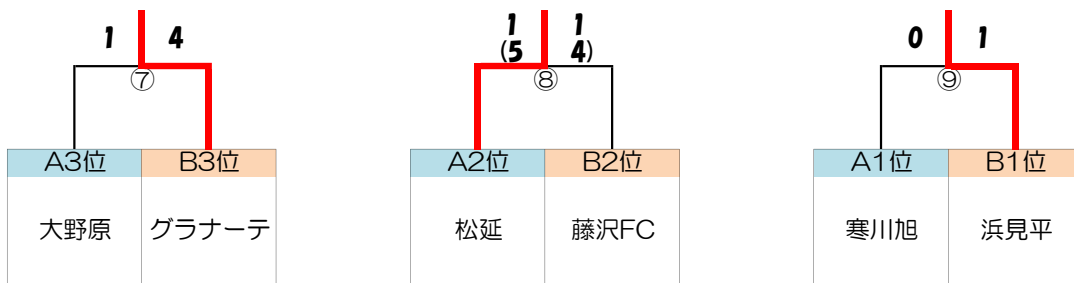 1 4
⑦
A3位 B3位
大野原 グラナーテ
1 1
(5 4)
⑧
A2位 B2位
松延 藤沢FC
0 1
⑨
A1位 B1位
寒川旭 浜見平